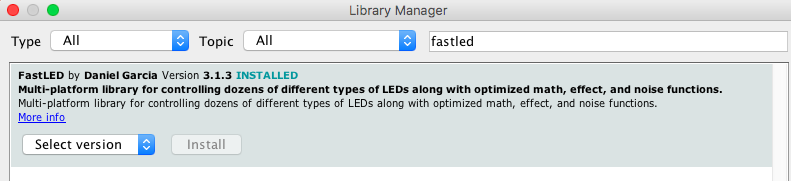 Library Manager
Type All Topic All fastled
FastLED by Daniel Garcia Version 3.1.3 INSTALLED
Multi-platform library for controlling dozens of different types of LEDs along with optimized math, effect, and noise functions.
Multi-platform library for controlling dozens of different types of LEDs along with optimized math, effect, and noise functions.
More info
Select version Install